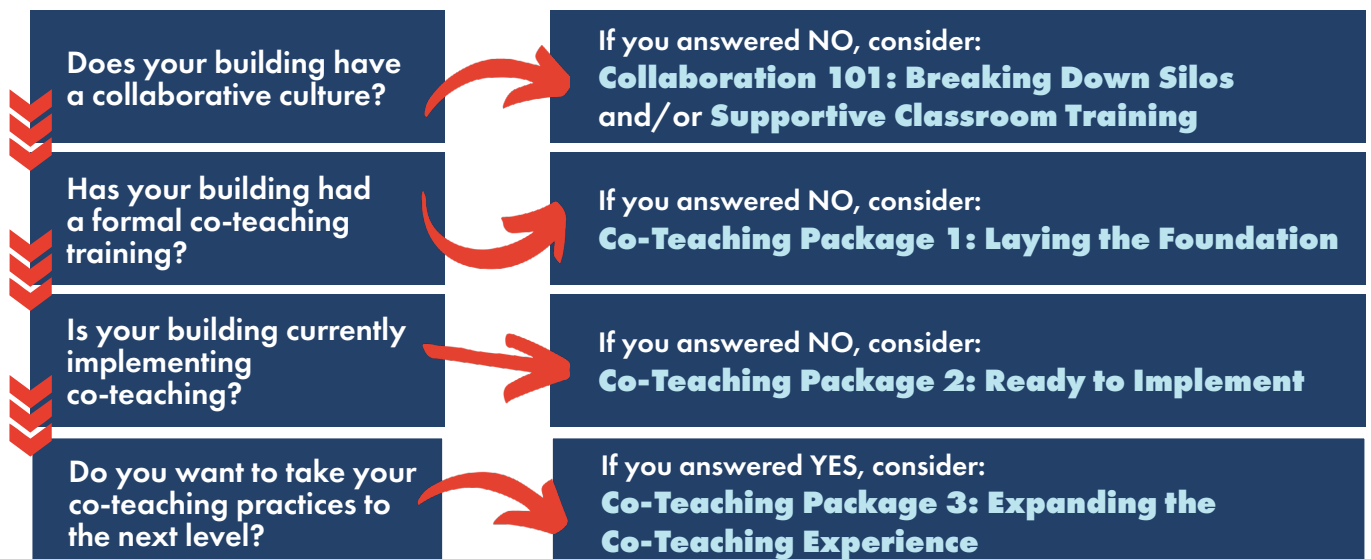 Does your building have
a collaborative culture?
If you answered NO, consider:
Collaboration 101: Breaking Down Silos
and/or Supportive Classroom Training
Has your building had
a formal co-teaching
training?
If you answered NO, consider:
Co-Teaching Package 1: Laying the Foundation
Is your building currently
implementing
co-teaching?
If you answered NO, consider:
Co-Teaching Package 2: Ready to Implement
Do you want to take your
co-teaching practices to
the next level?
If you answered YES, consider:
Co-Teaching Package 3: Expanding the
Co-Teaching Experience